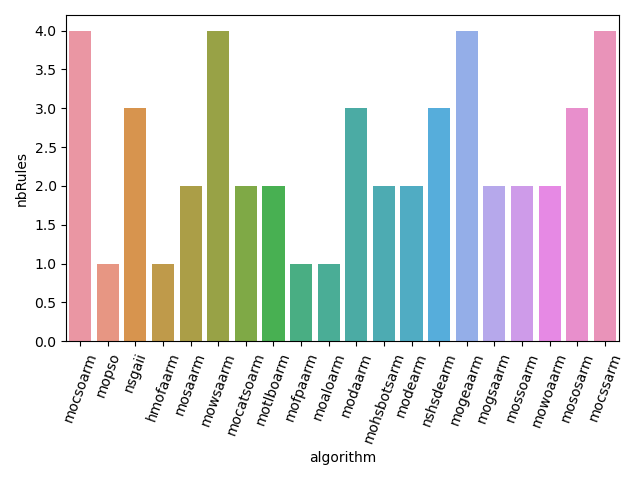 4.0
3.5
3.0
2.5
2.0
1.5
1.0
0.5
0.0
nbRules
mocsoarm
mopso
nsgaii
hmofaarm
mosaarm
mowsaarm
mocatsoarm
motlboarm
mofpaarm
moaloarm
modaarm
mohsbotsarm
modearm
nshsdearm
mogeaarm
mogsaarm
mossoarm
mowoaarm
mososarm
mocssarm
algorithm